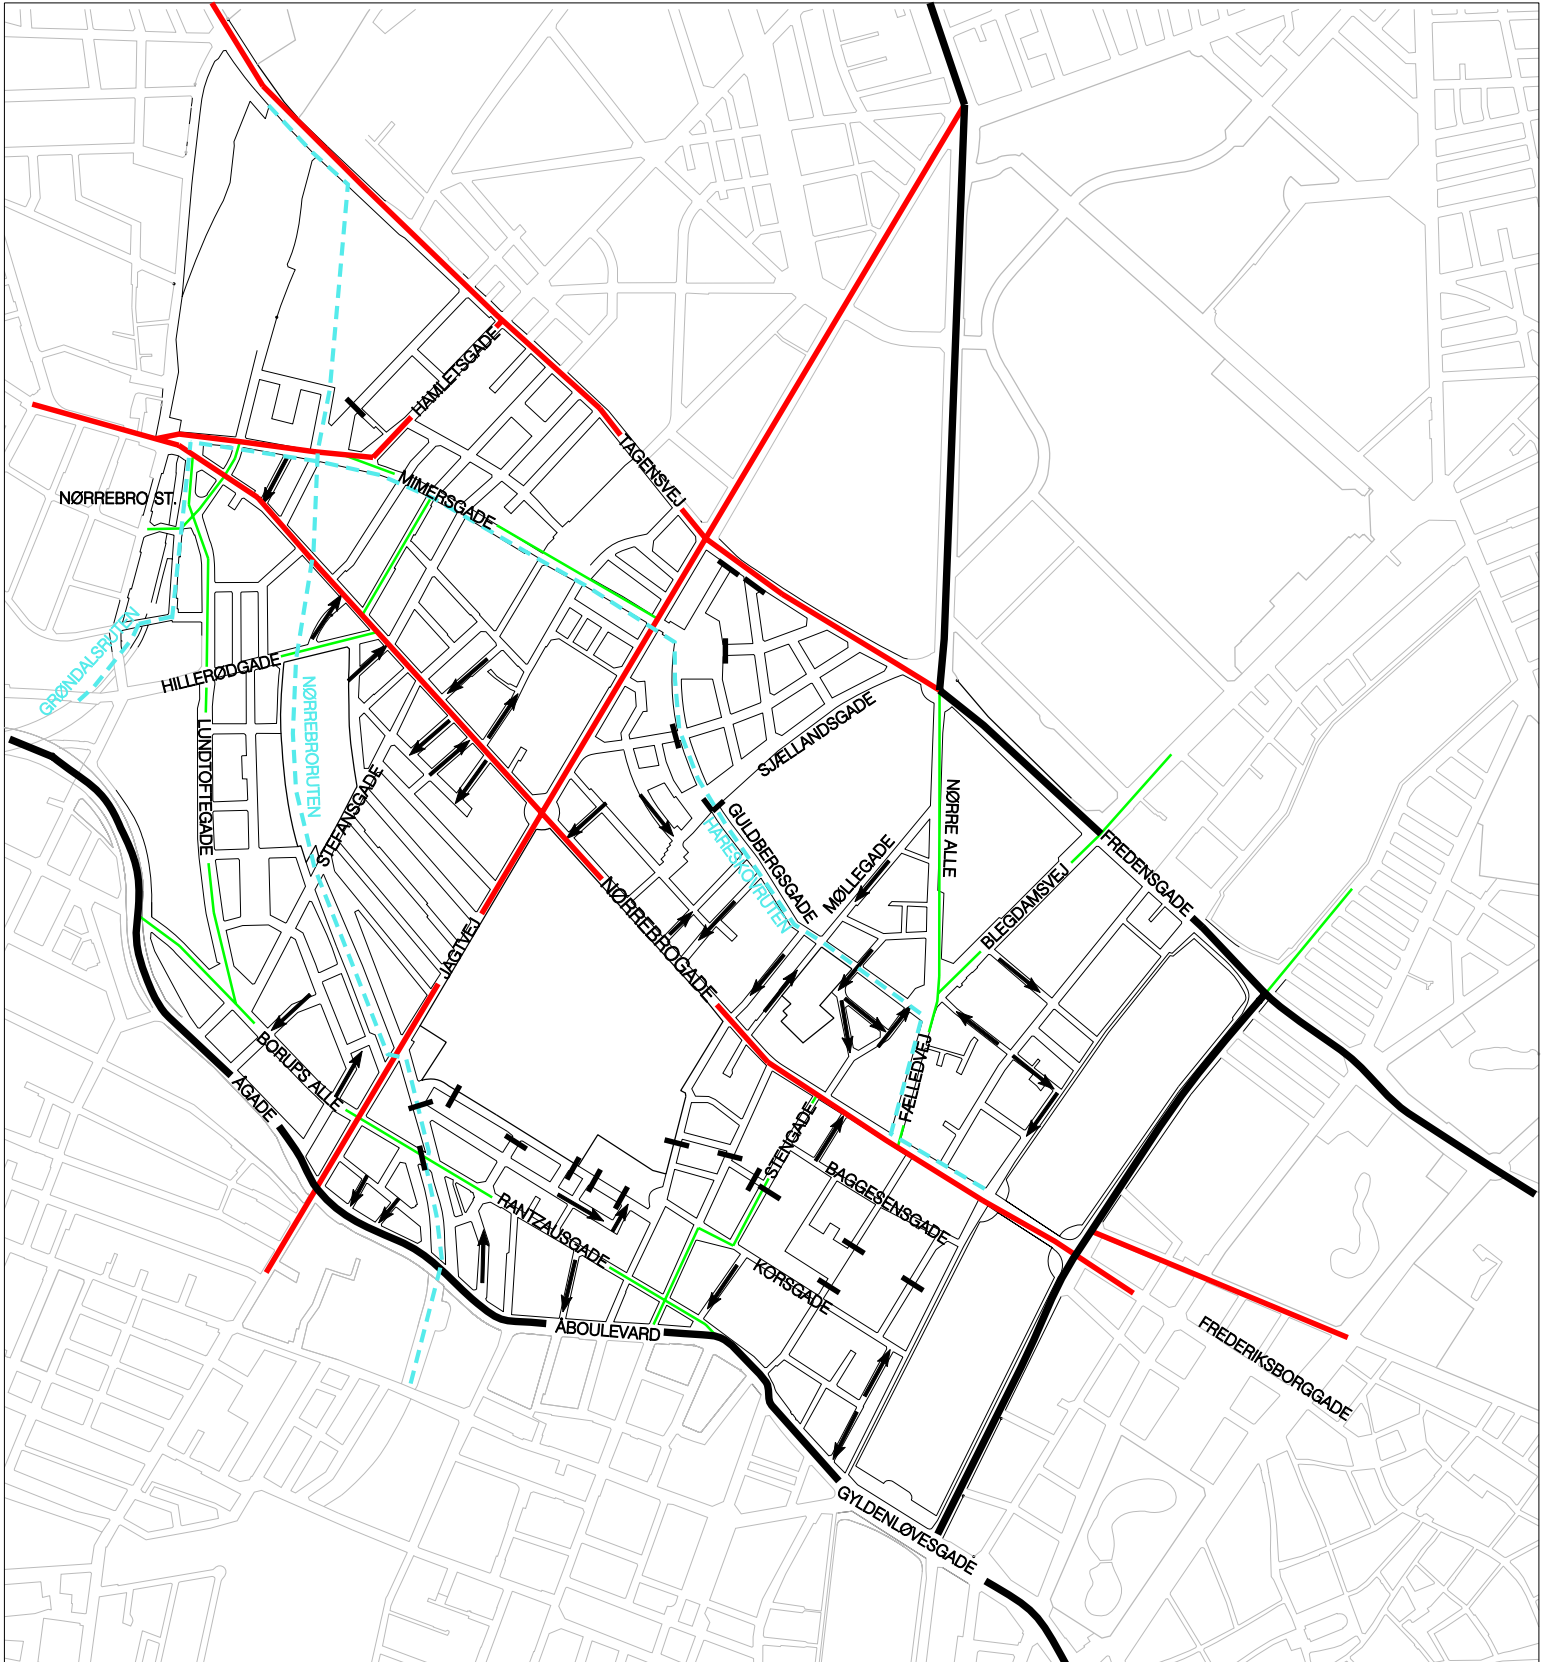 HAMLETSGADE
TAGENSVEJ
MIMERSGADE
NØRREBRO ST.
GRØNDALSRUTEN
HILLERØDGADE
NØRREBRORUTEN
LUNDTOFTEGADE
STEFANSGADE
SJÆLLANDSGADE
NØRRE ALLE
GULDBERGSGADE
HARESKOVRUTEN
MØLLEGADE
FREDENSGADE
BLEGDAMSVEJ
NØRREBROGADE
JAGTVEJ
BORUPS ALLE
ÅGADE
FÆLLEDVEJ
STENGADE
BAGGESENSGADE
RANTZAUSGADE
KORSGADE
ÅBOULEVARD
FREDERIKSBORGGADE
GYLDENLØVESGADE